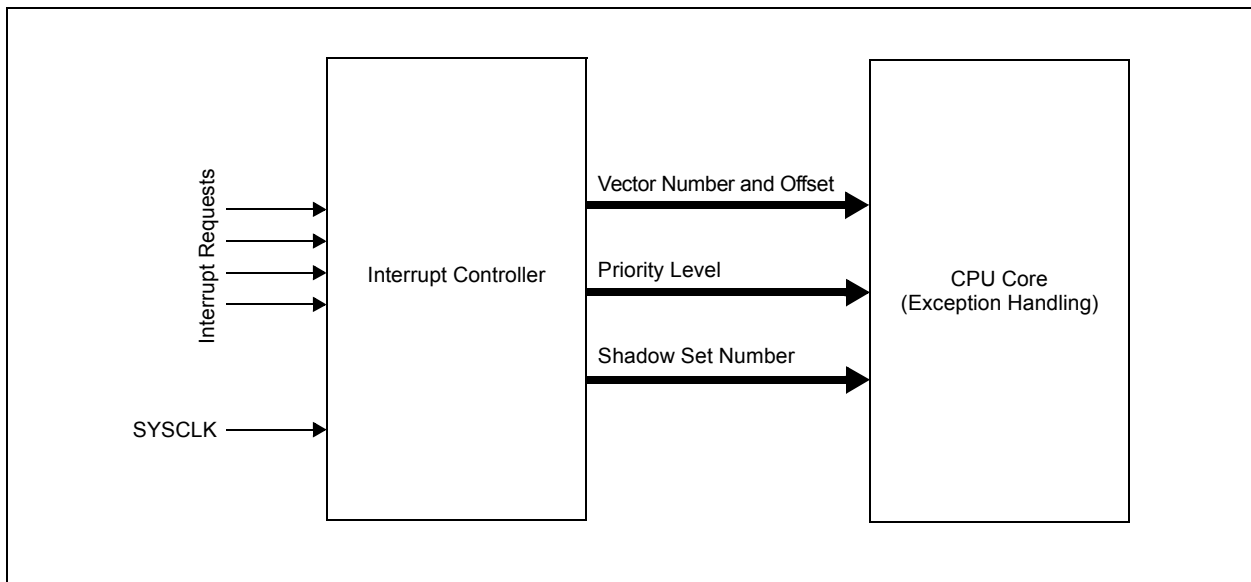 Interrupt Requests
SYSCLK
Interrupt Controller
Vector Number and Offset
Priority Level
Shadow Set Number
CPU Core
(Exception Handling)